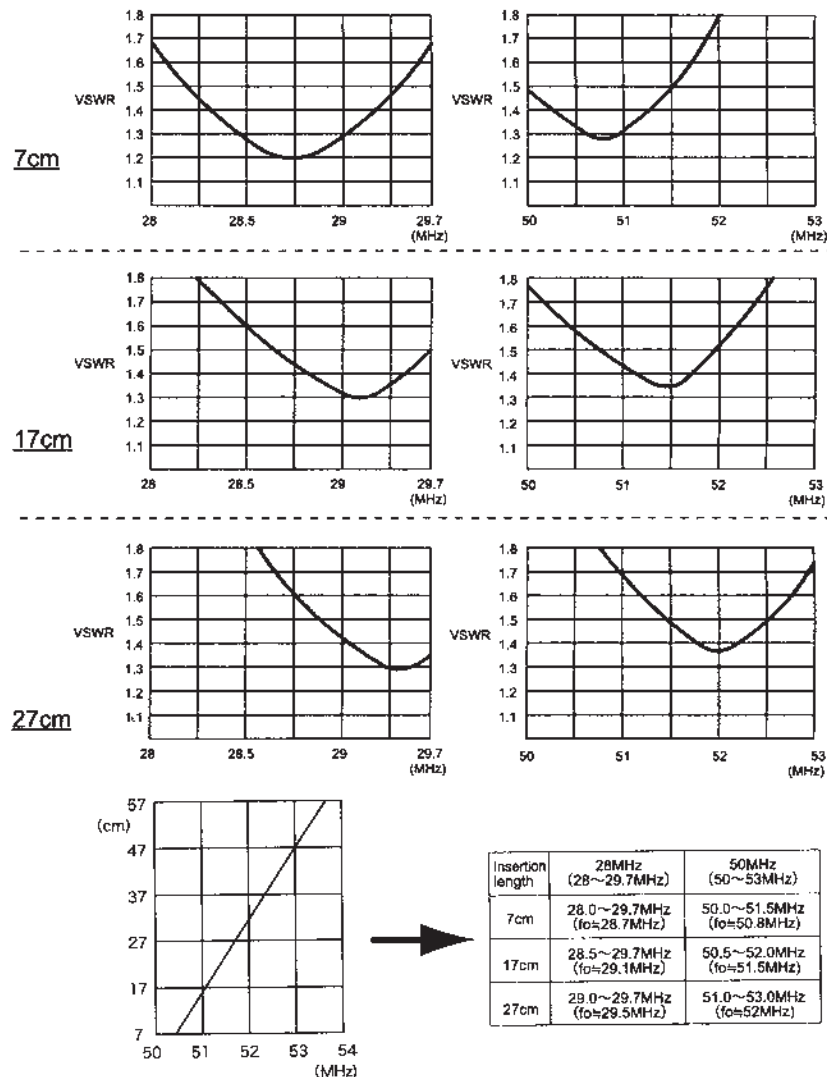 1.8 1.8
1.7 1.7
1.6 1.6
1.5 1.5
VSWR VSWR
1.4 1.4
1.3 1.3
7cm
1.2 1.2
1.1 1.1
28 28.5 29 29.7 50 51 52 53
(MHz) (MHz)
1.8 1.8
1.7 1.7
1.6 1.6
1.5 1.5
VSWR VSWR
1.4 1.4
1.3 1.3
17cm
1.2 1.2
1.1 1.1
28 28.5 29 29.7 50 51 52 53
(MHz) (MHz)
1.8 1.8
1.7 1.7
1.6 1.6
1.5 1.5
VSWR VSWR
1.4 1.4
1.3 1.3
1.2 1.2
27cm
1.1 1.1
28 28.5 29 29.7 50 51 52 53
(MHz) (MHz)
57
(cm)
47
37
27
17
7
50 51 52 53 54
(MHz)
Insertion length 28MHz (28～29.7MHz) 50MHz (50～53MHz)
7cm 28.0～29.7MHz (fo≒28.7MHz) 50.0～51.5MHz (fo≒50.8MHz)
17cm 28.5～29.7MHz (fo≒29.1MHz) 50.5～52.0MHz (fo≒51.5MHz)
27cm 29.0～29.7MHz (fo≒29.5MHz) 51.0～53.0MHz (fo≒52MHz)